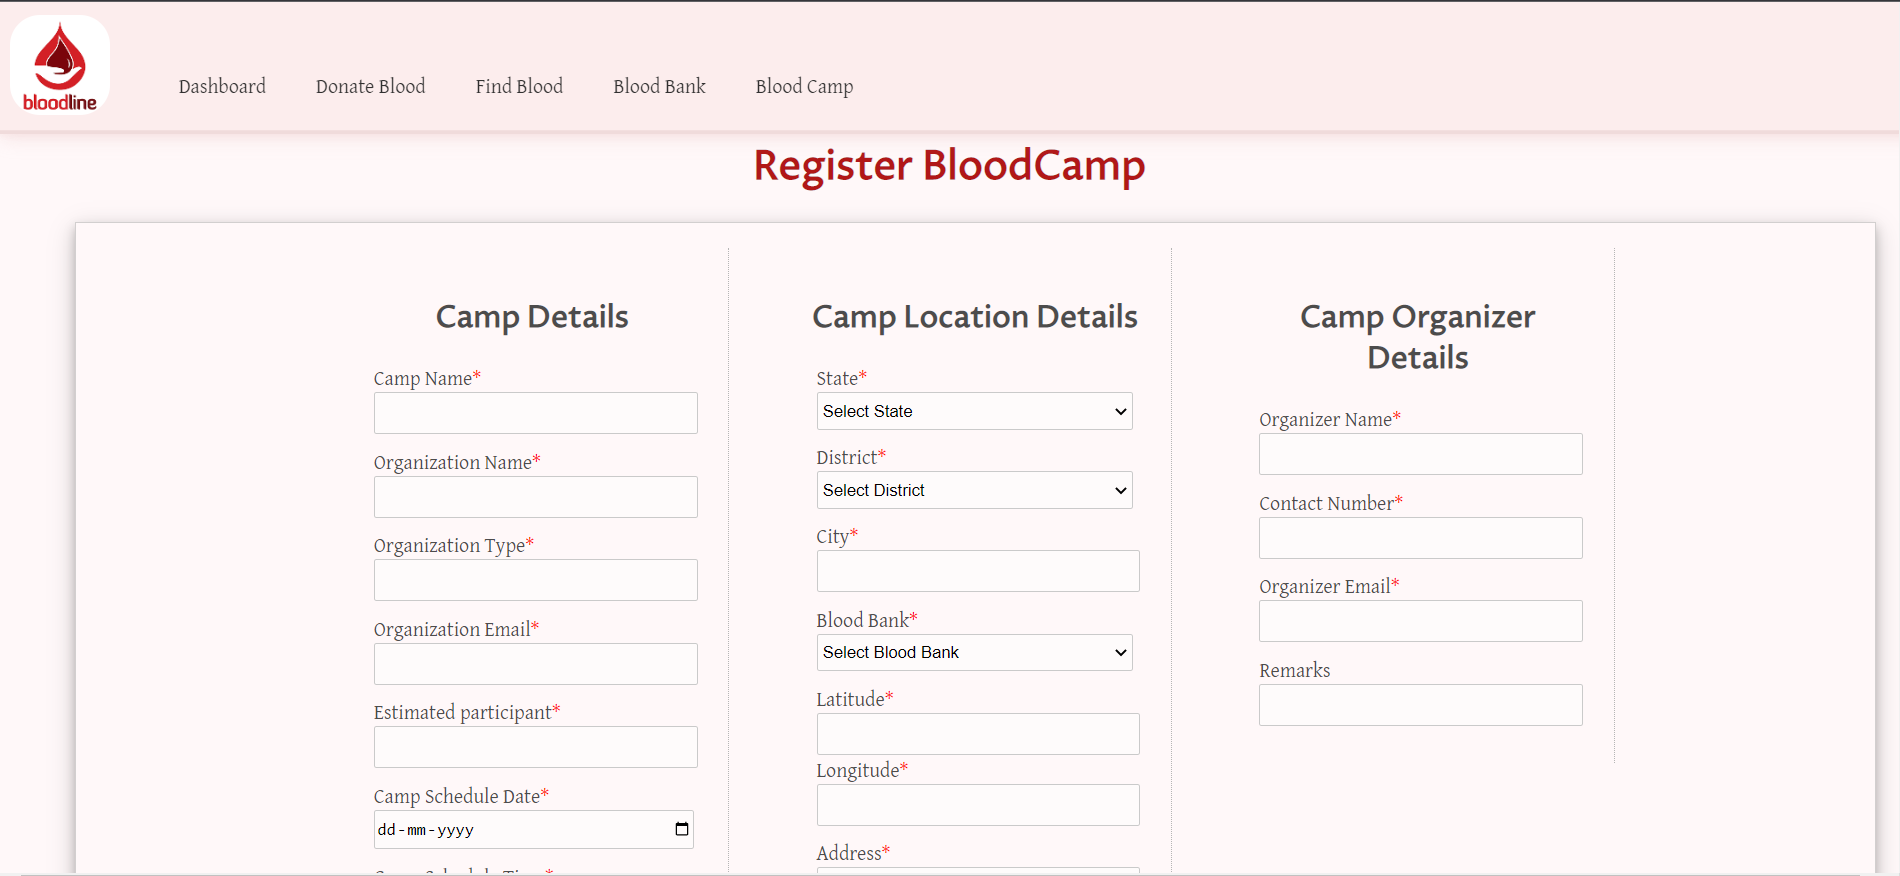 bloodline
Dashboard
Donate Blood
Find Blood
Blood Bank
Blood Camp
Register BloodCamp
Camp Details
Camp Name*
Organization Name*
Organization Type*
Organization Email*
Estimated participant*
Camp Schedule Date*
dd-mm-yyyy
Camp Location Details
State*
Select State
District*
Select District
City*
Blood Bank*
Select Blood Bank
Latitude*
Longitude*
Address*
Camp Organizer
Details
Organizer Name*
Contact Number*
Organizer Email*
Remarks